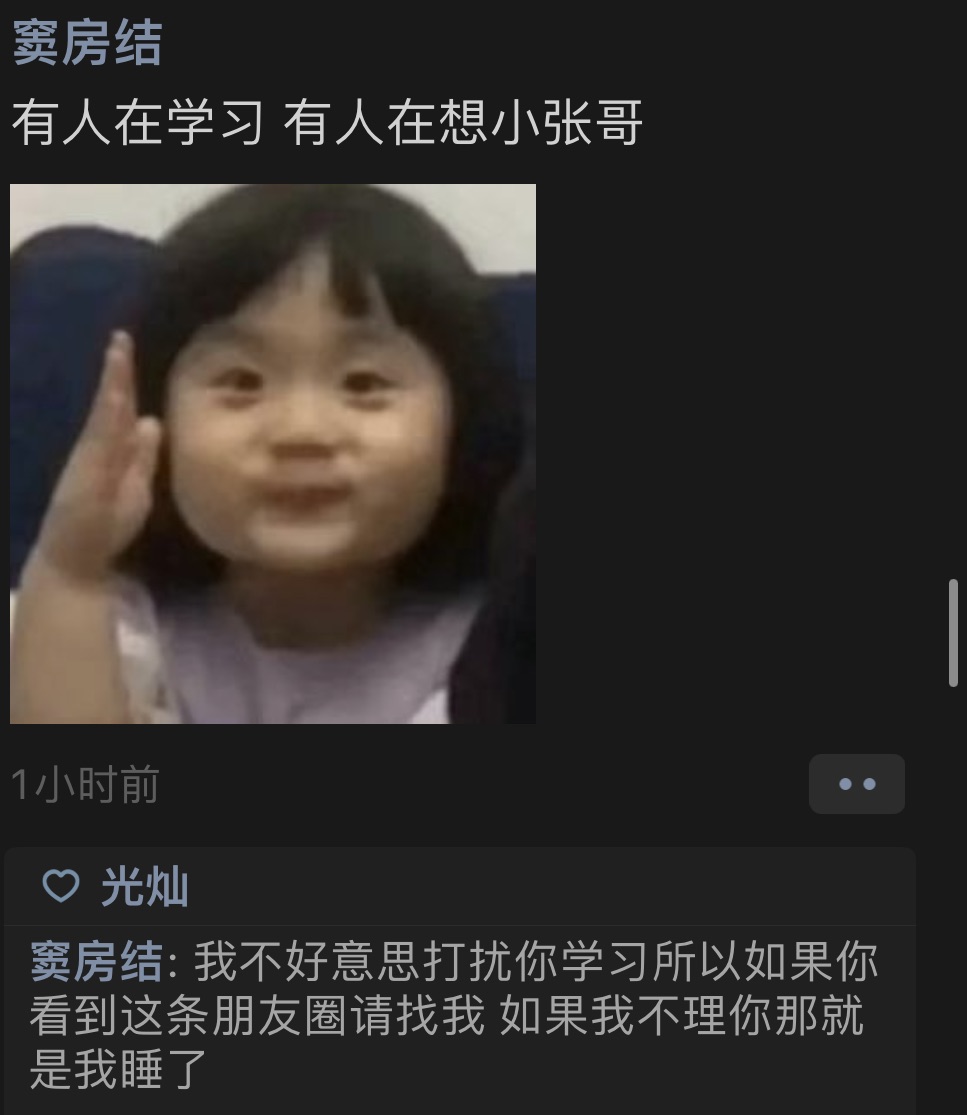 窦房结
有人在学习 有人在想小张哥
1小时前
光灿
窦房结: 我不好意思打扰你学习所以如果你
看到这条朋友圈请找我 如果我不理你那就
是我睡了